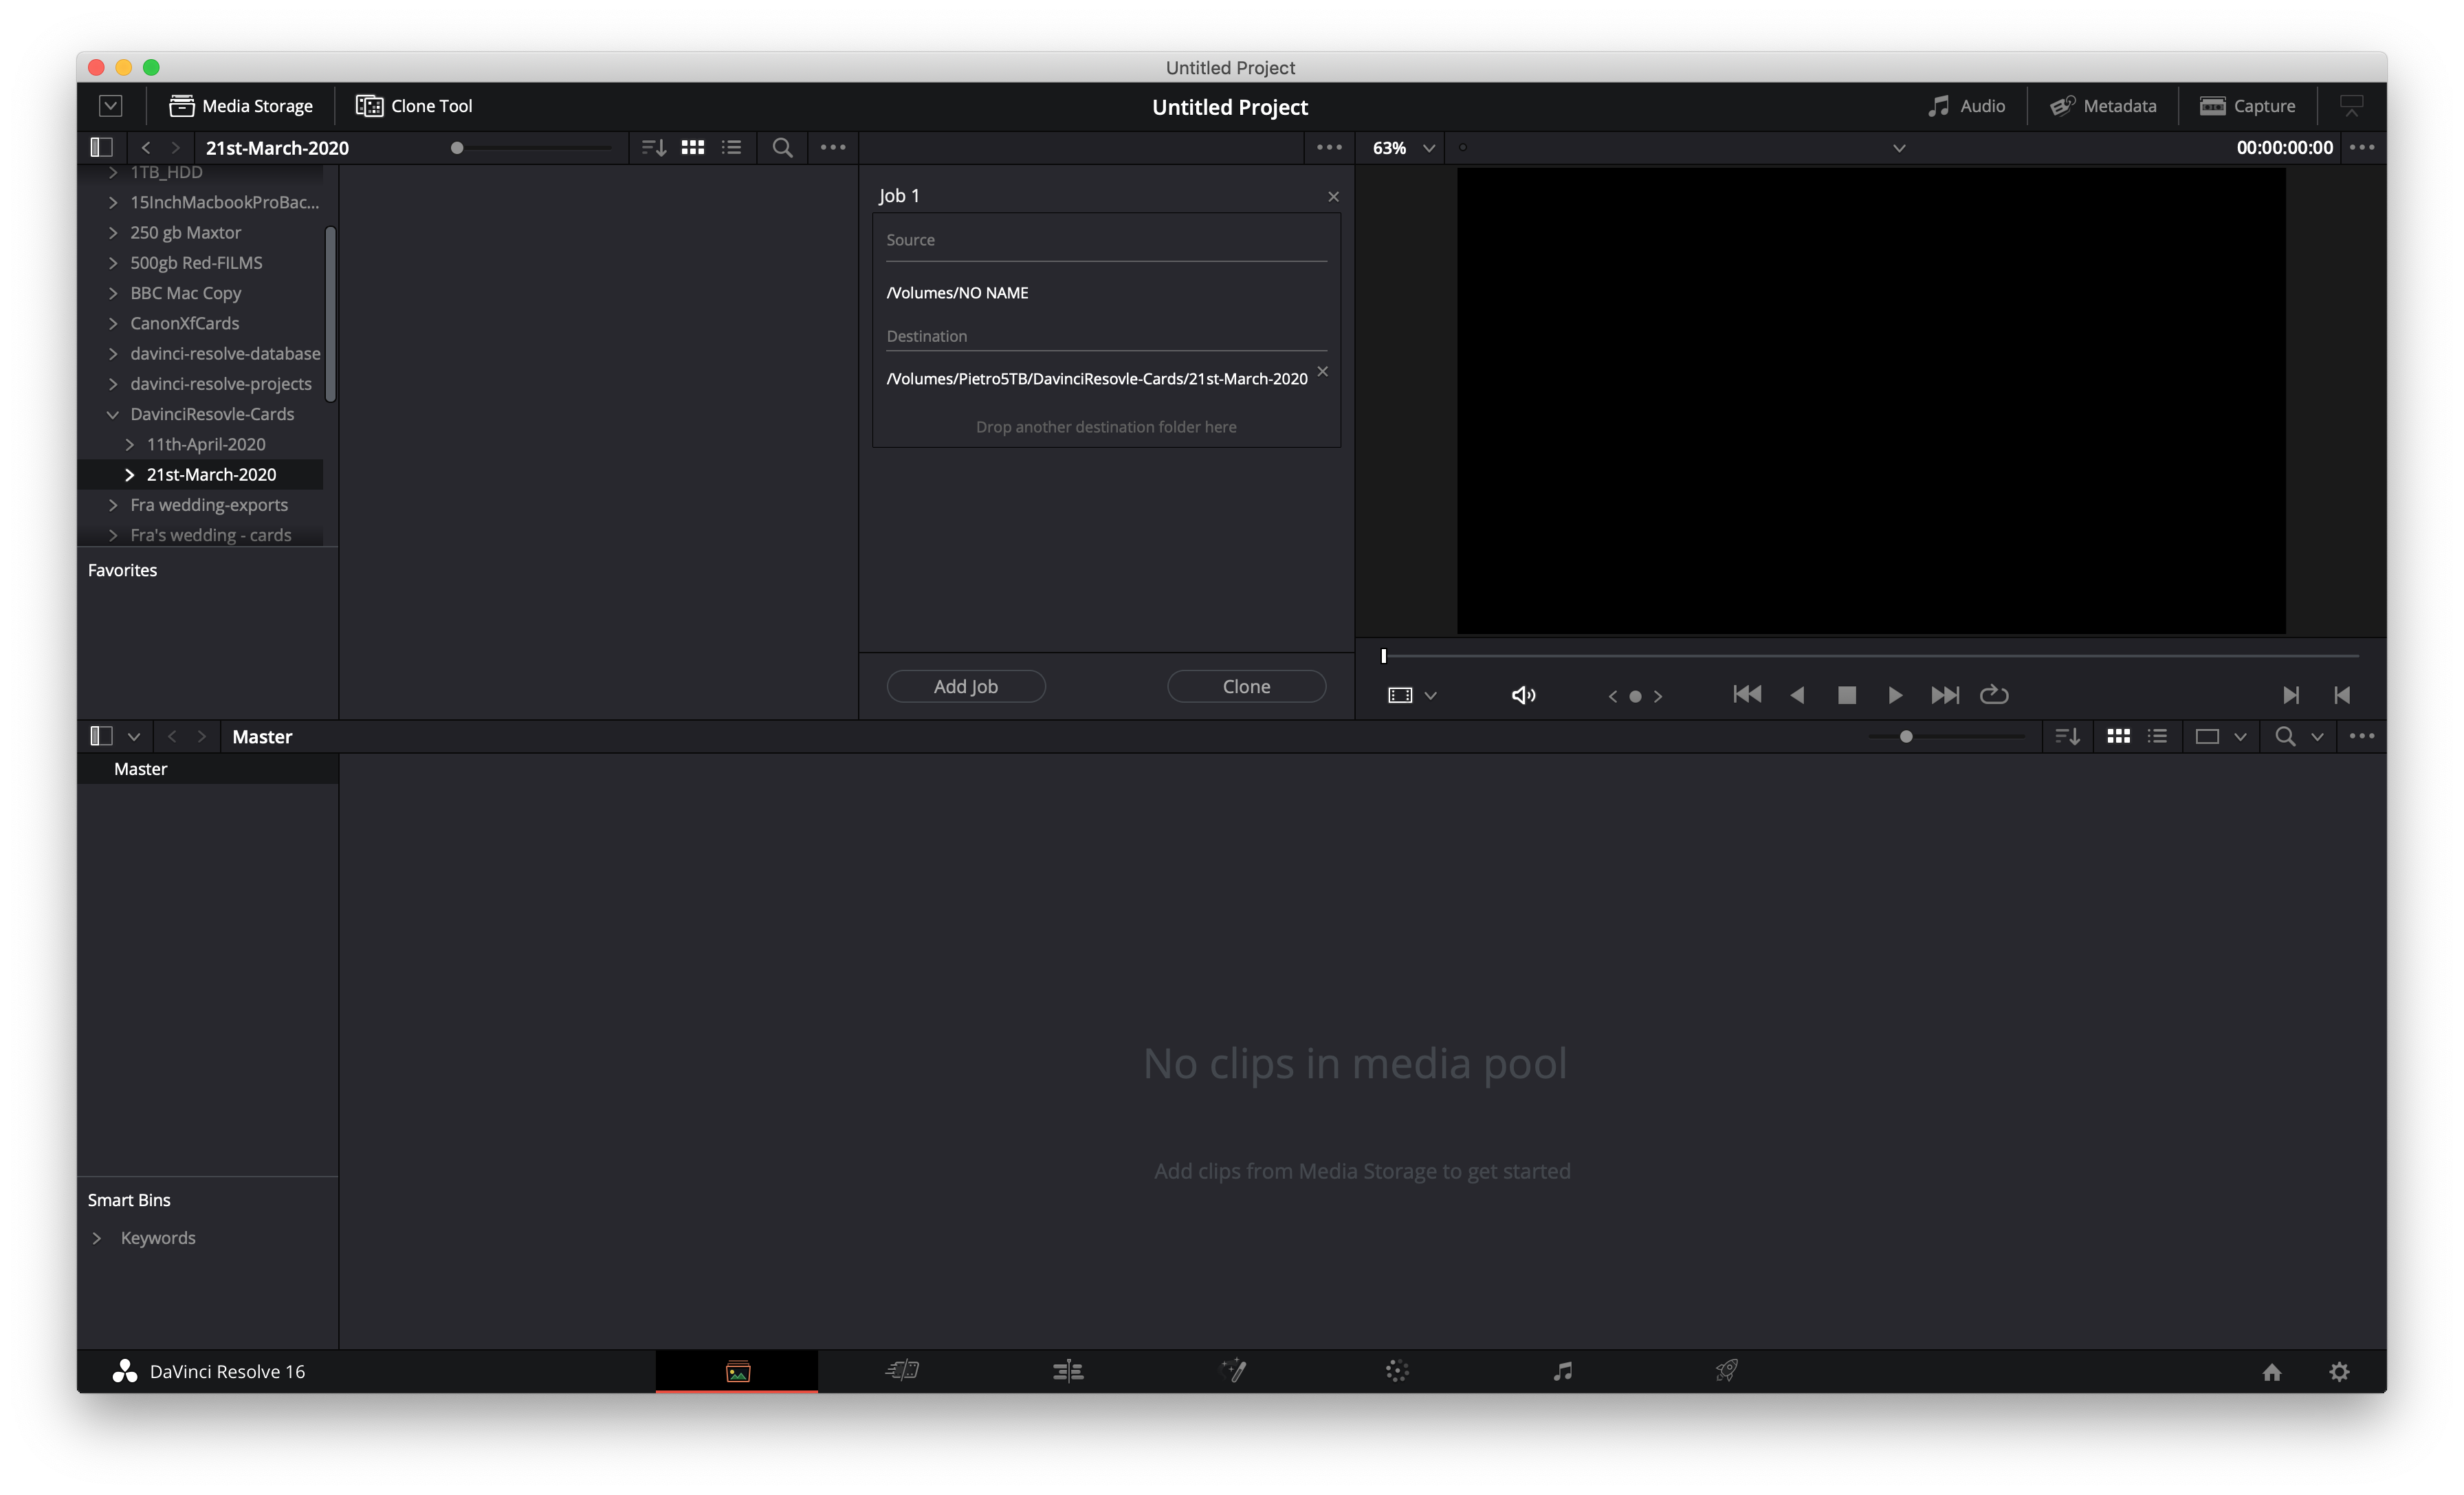 Untitled Project
Media Storage
Clone Tool
Untitled Project
Audio
Metadata
Capture
21st-March-2020
63%
00:00:00:00
1TB_HDD
15InchMacbookProBac...
250 gb Maxtor
500gb Red-FILMS
BBC Mac Copy
CanonXfCards
davinci-resolve-database
davinci-resolve-projects
DavinciResovle-Cards
11th-April-2020
21st-March-2020
Fra wedding-exports
Fra's wedding - cards
Favorites
Job 1
Source
/Volumes/NO NAME
Destination
/Volumes/Pietro5TB/DavinciResovle-Cards/21st-March-2020
Drop another destination folder here
Add Job
Clone
Master
Master
No clips in media pool
Add clips from Media Storage to get started
Smart Bins
Keywords
DaVinci Resolve 16